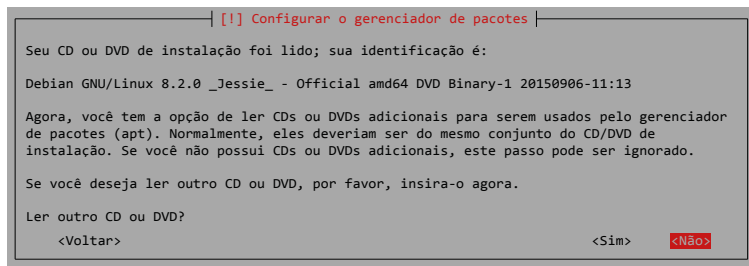 [!] Configurar o gerenciador de pacotes
Seu CD ou DVD de instalação foi lido; sua identificação é:
Debian GNU/Linux 8.2.0 _Jessie_ - Official amd64 DVD Binary-1 20150906-11:13
Agora, você tem a opção de ler CDs ou DVDs adicionais para serem usados pelo gerenciador
de pacotes (apt). Normalmente, eles deveriam ser do mesmo conjunto do CD/DVD de
instalação. Se você não possui CDs ou DVDs adicionais, este passo pode ser ignorado.
Se você deseja ler outro CD ou DVD, por favor, insira-o agora.
Ler outro CD ou DVD?
<Voltar> <Sim> <Não>